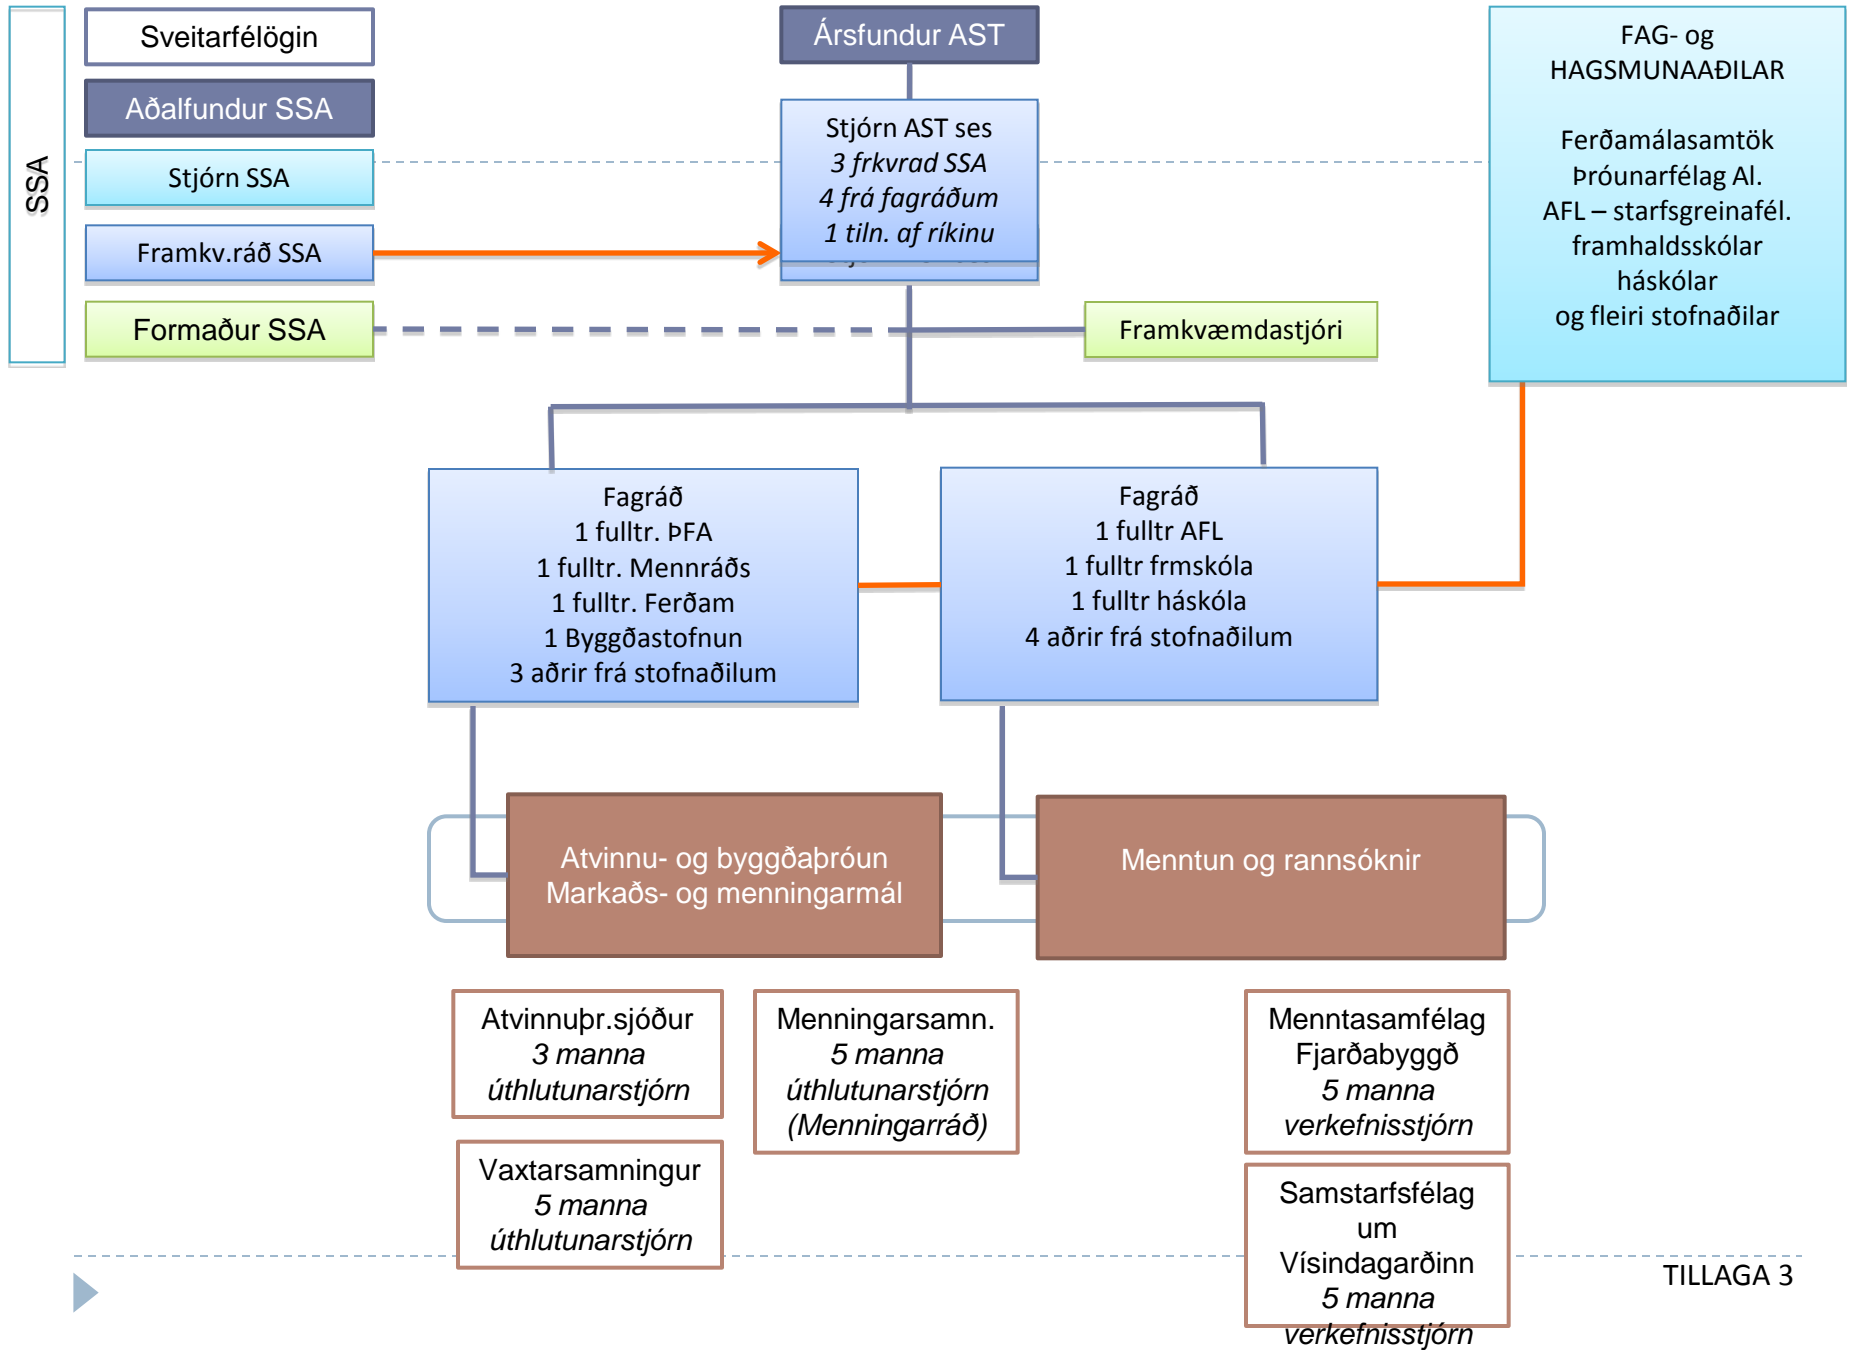 SSA
Sveitarfélögin
Aðalfundur SSA
Stjórn SSA
Framkv.ráð SSA
Formaður SSA
Ársfundur AST
Stjórn AST ses
3 frkvrad SSA
4 frá fagráðum
1 tiln. af ríkinu
Framkvæmdastjóri
FAG- og
HAGSMUNAAÐILAR
Ferðamálasamtök
Þróunarfélag Al.
AFL – starfsgreinafél.
framhaldsskólar
háskólar
og fleiri stofnaðilar
Fagráð
1 fulltr. ÞFA
1 fulltr. Mennráðs
1 fulltr. Ferðam
1 Byggðastofnun
3 aðrir frá stofnaðilum
Fagráð
1 fulltr AFL
1 fulltr frmskóla
1 fulltr háskóla
4 aðrir frá stofnaðilum
Atvinnu- og byggðaþróun
Markaðs- og menningarmál
Menntun og rannsóknir
Atvinnuþr.sjóður
3 manna
úthlutunarstjórn
Menningarsamn.
5 manna
úthlutunarstjórn
(Menningarráð)
Vaxtarsamningur
5 manna
úthlutunarstjórn
Menntasamfélag
Fjarðabyggð
5 manna
verkefnisstjórn
Samstarfsfélag
um
Vísindagarðinn
5 manna
verkefnisstjórn
TILLAGA 3